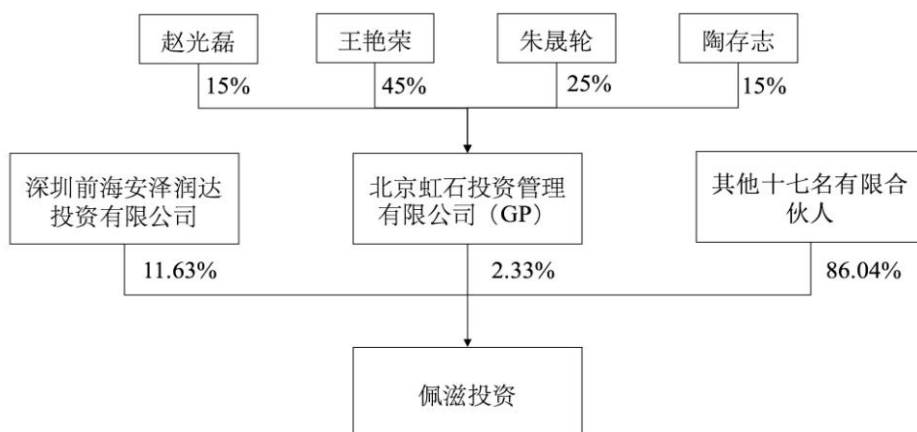 赵光磊
王艳荣
朱晟轮
陶存志
15%
45%
25%
15%
深圳前海安泽润达
投资有限公司
北京虹石投资管理
有限公司（GP）
其他十七名有限合
伙人
11.63%
2.33%
86.04%
佩滋投资